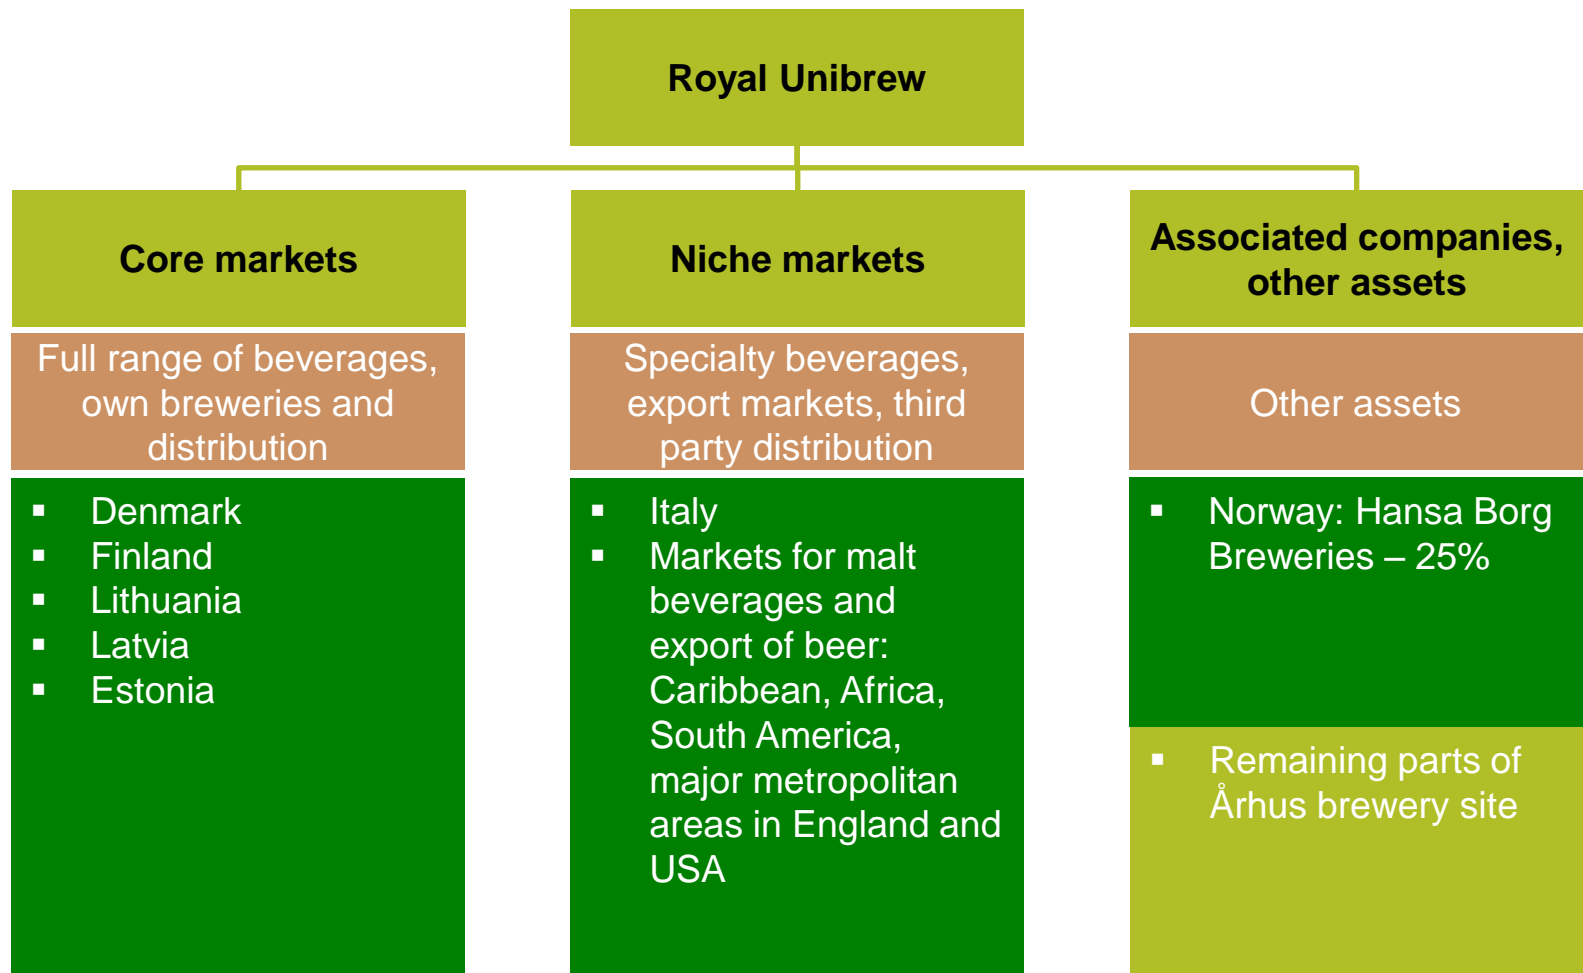 Royal Unibrew
Core markets
Full range of beverages,
own breweries and
distribution
▪ Denmark
▪ Finland
▪ Lithuania
▪ Latvia
▪ Estonia
Niche markets
Specialty beverages,
export markets, third
party distribution
▪ Italy
▪ Markets for malt
beverages and
export of beer:
Caribbean, Africa,
South America,
major metropolitan
areas in England and
USA
Associated companies,
other assets
Other assets
▪ Norway: Hansa Borg
Breweries – 25%
▪ Remaining parts of
Århus brewery site